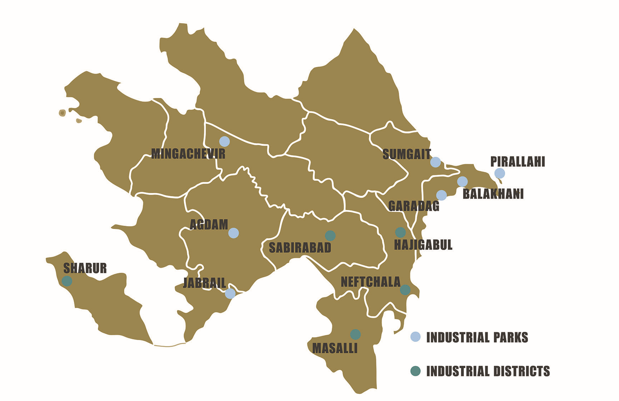 MINGACHEVIR
SUMGAIT
PIRALLAHI
BALAKHANI
GARADAG
AGDAM
SABIRABAD
HAJIGABUL
SHARUR
JABRAIL
NEFTCHALA
INDUSTRIAL PARKS
MASALLI
INDUSTRIAL DISTRICTS